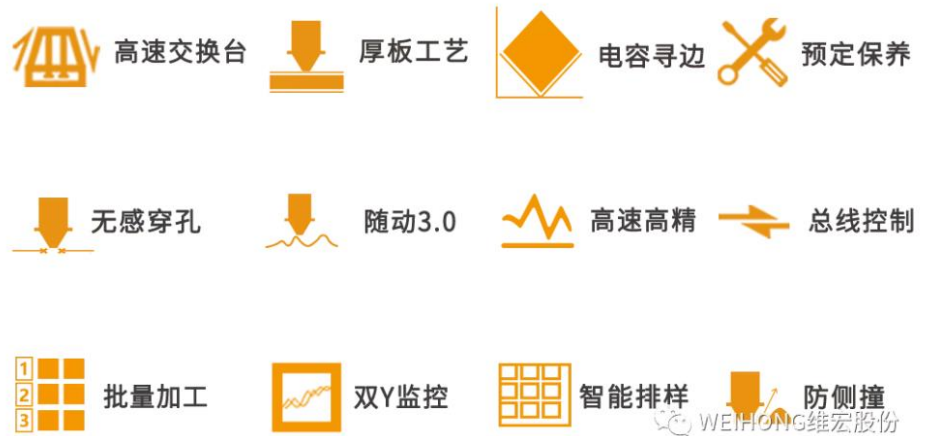 高速交换台
厚板工艺
电容寻边
预定保养
无感穿孔
随动3.0
高速高精
总线控制
1
2
3
批量加工
双Y监控
智能排样
防侧撞
WEIHONG维宏股份